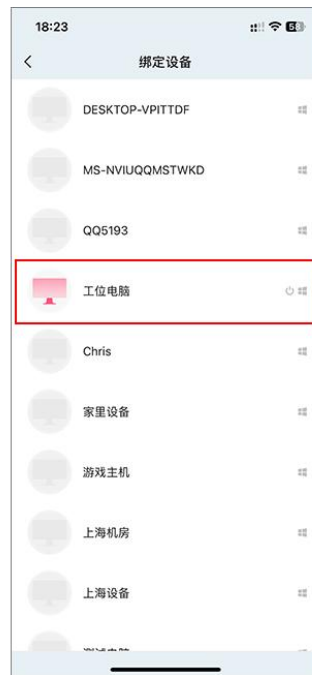 18:23
绑定设备
DESKTOP-VPITTDF
MS-NVIUQQMSTWKD
QQ5193
工位电脑
Chris
家里设备
游戏主机
上海机房
上海设备